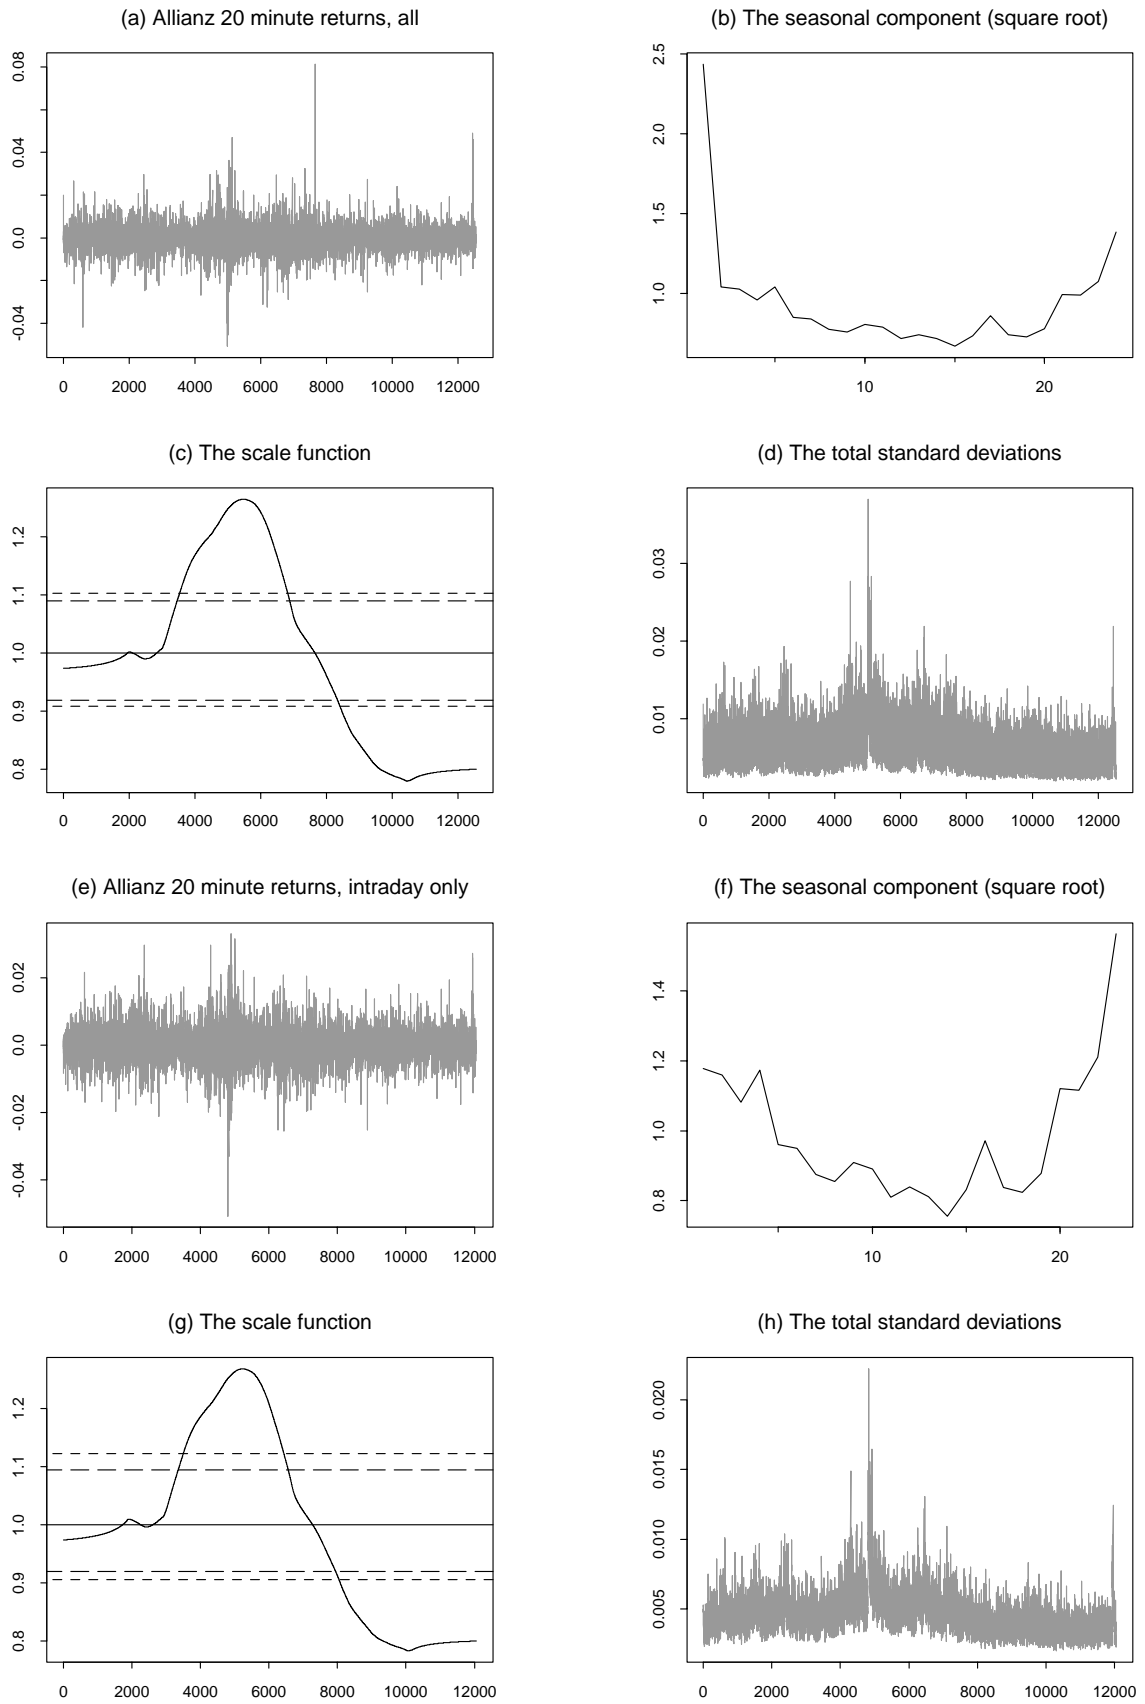 (a) Allianz 20 minute returns, all
0.08
0.04
0.0
-0.04
0 2000 4000 6000 8000 10000 12000
(b) The seasonal component (square root)
2.5
2.0
1.5
1.0
10 20
(c) The scale function
1.2
1.1
1.0
0.9
0.8
0 2000 4000 6000 8000 10000 12000
(d) The total standard deviations
0.03
0.02
0.01
0 2000 4000 6000 8000 10000 12000
(e) Allianz 20 minute returns, intraday only
0.02
0.0
-0.02
-0.04
0 2000 4000 6000 8000 10000 12000
(f) The seasonal component (square root)
1.4
1.2
1.0
0.8
10 20
(g) The scale function
1.2
1.1
1.0
0.9
0.8
0 2000 4000 6000 8000 10000 12000
(h) The total standard deviations
0.020
0.015
0.010
0.005
0 2000 4000 6000 8000 10000 12000